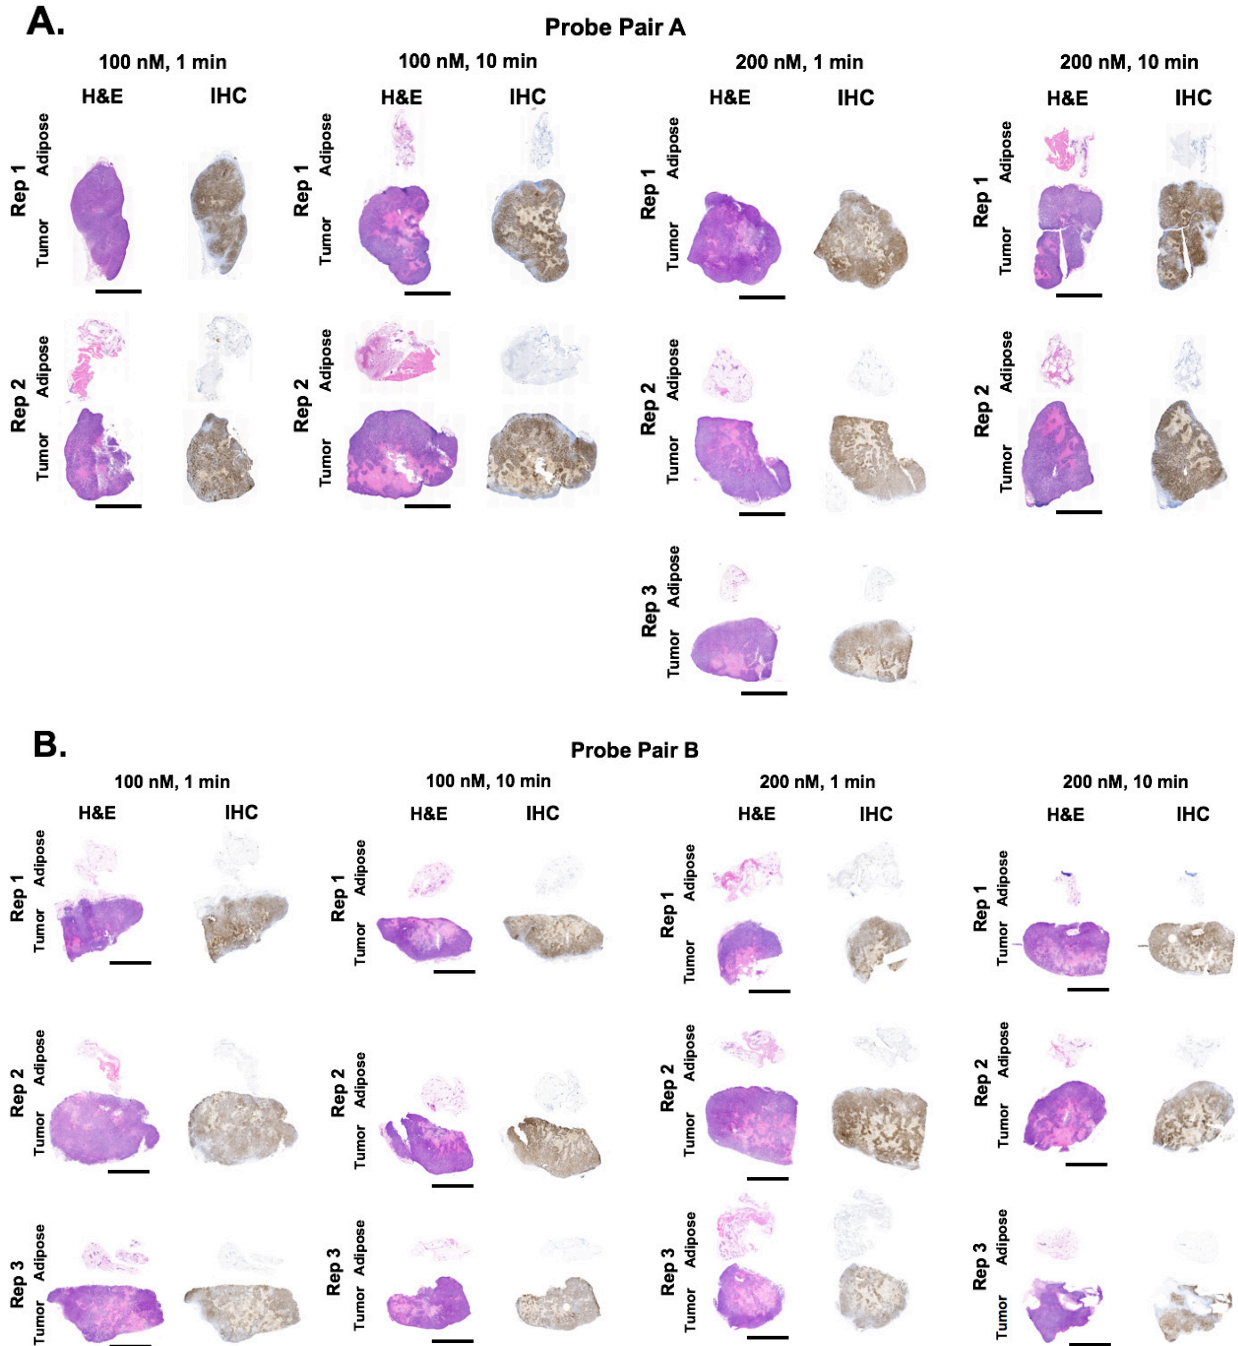 A.
Probe Pair A
100 nM, 1 min
100 nM, 10 min
200 nM, 1 min
200 nM, 10 min
H&E IHC
H&E IHC
H&E IHC
H&E IHC
Rep 1
Adipose
Tumor
Rep 1
Adipose
Tumor
Rep 1
Adipose
Tumor
Rep 1
Adipose
Tumor
Rep 2
Adipose
Tumor
Rep 2
Adipose
Tumor
Rep 2
Adipose
Tumor
Rep 2
Adipose
Tumor
Rep 3
Adipose
Tumor
B.
Probe Pair B
100 nM, 1 min
100 nM, 10 min
200 nM, 1 min
200 nM, 10 min
H&E IHC
H&E IHC
H&E IHC
H&E IHC
Rep 1
Adipose
Tumor
Rep 1
Adipose
Tumor
Rep 1
Adipose
Tumor
Rep 1
Adipose
Tumor
Rep 2
Adipose
Tumor
Rep 2
Adipose
Tumor
Rep 2
Adipose
Tumor
Rep 2
Adipose
Tumor
Rep 3
Adipose
Tumor
Rep 3
Adipose
Tumor
Rep 3
Adipose
Tumor
Rep 3
Adipose
Tumor